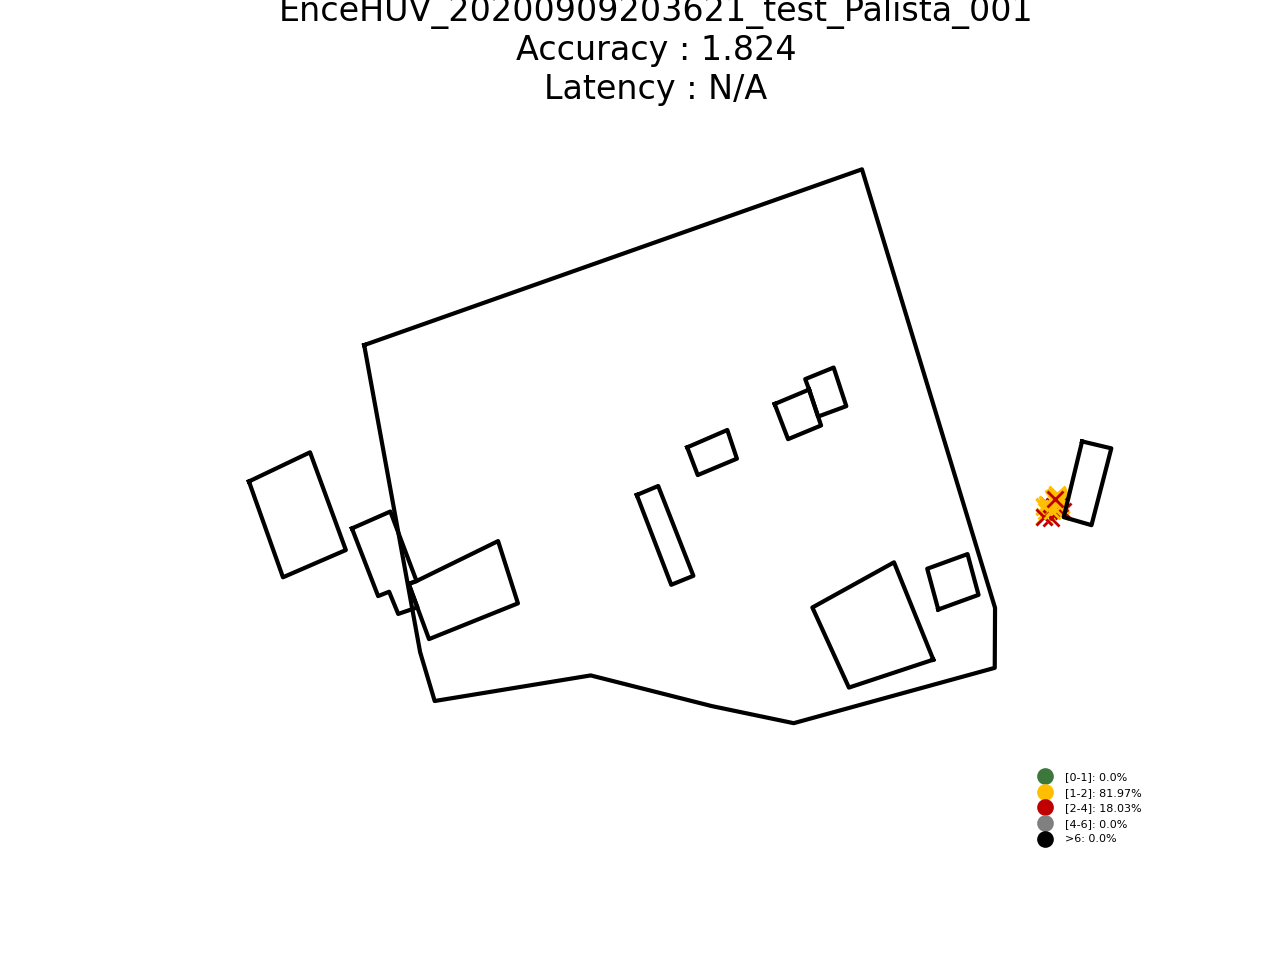 EnceHUV_20200909203621_test_Palista_001
Accuracy : 1.824
Latency : N/A
[0-1]: 0.0%
[1-2]: 81.97%
[2-4]: 18.03%
[4-6]: 0.0%
>6: 0.0%